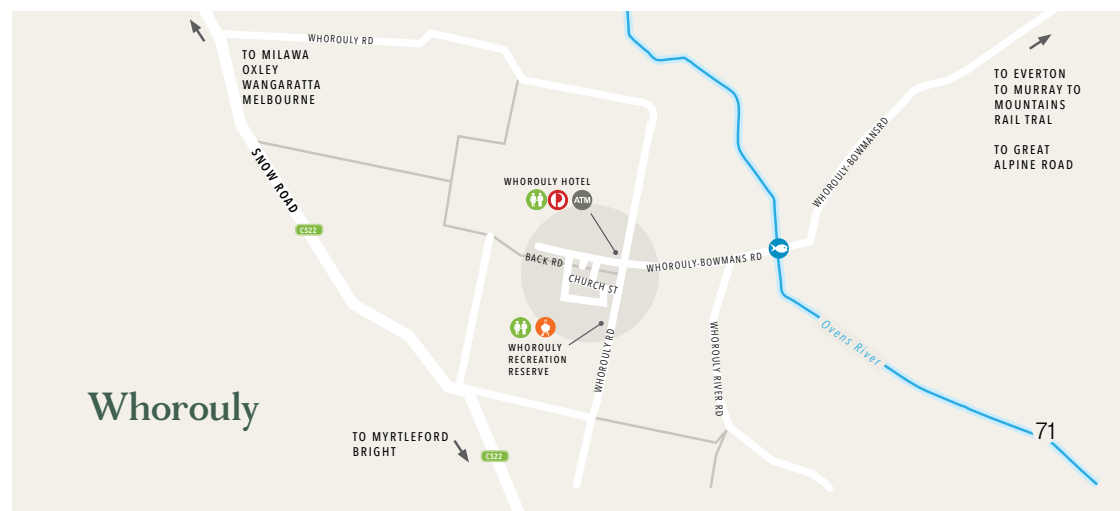 WHOROULY RD
TO MILAWA
OXLEY
WANGARATTA
MELBOURNE
TO EVERTON
TO MURRAY TO
MOUNTAINS
RAIL TRAL
TO GREAT
ALPINE ROAD
WHOROULY-BOWMANSRD
SNOW ROAD
C522
WHOROULY HOTEL
ATM
BACK RD
CHURCH ST
WHOROULY-BOWMANS RD
WHOROULY
RECREATION
RESERVE
WHOROULY RD
WHOROULY RIVER RD
Ovens River
Whorouly
TO MYRTLEFORD
BRIGHT
C522
71